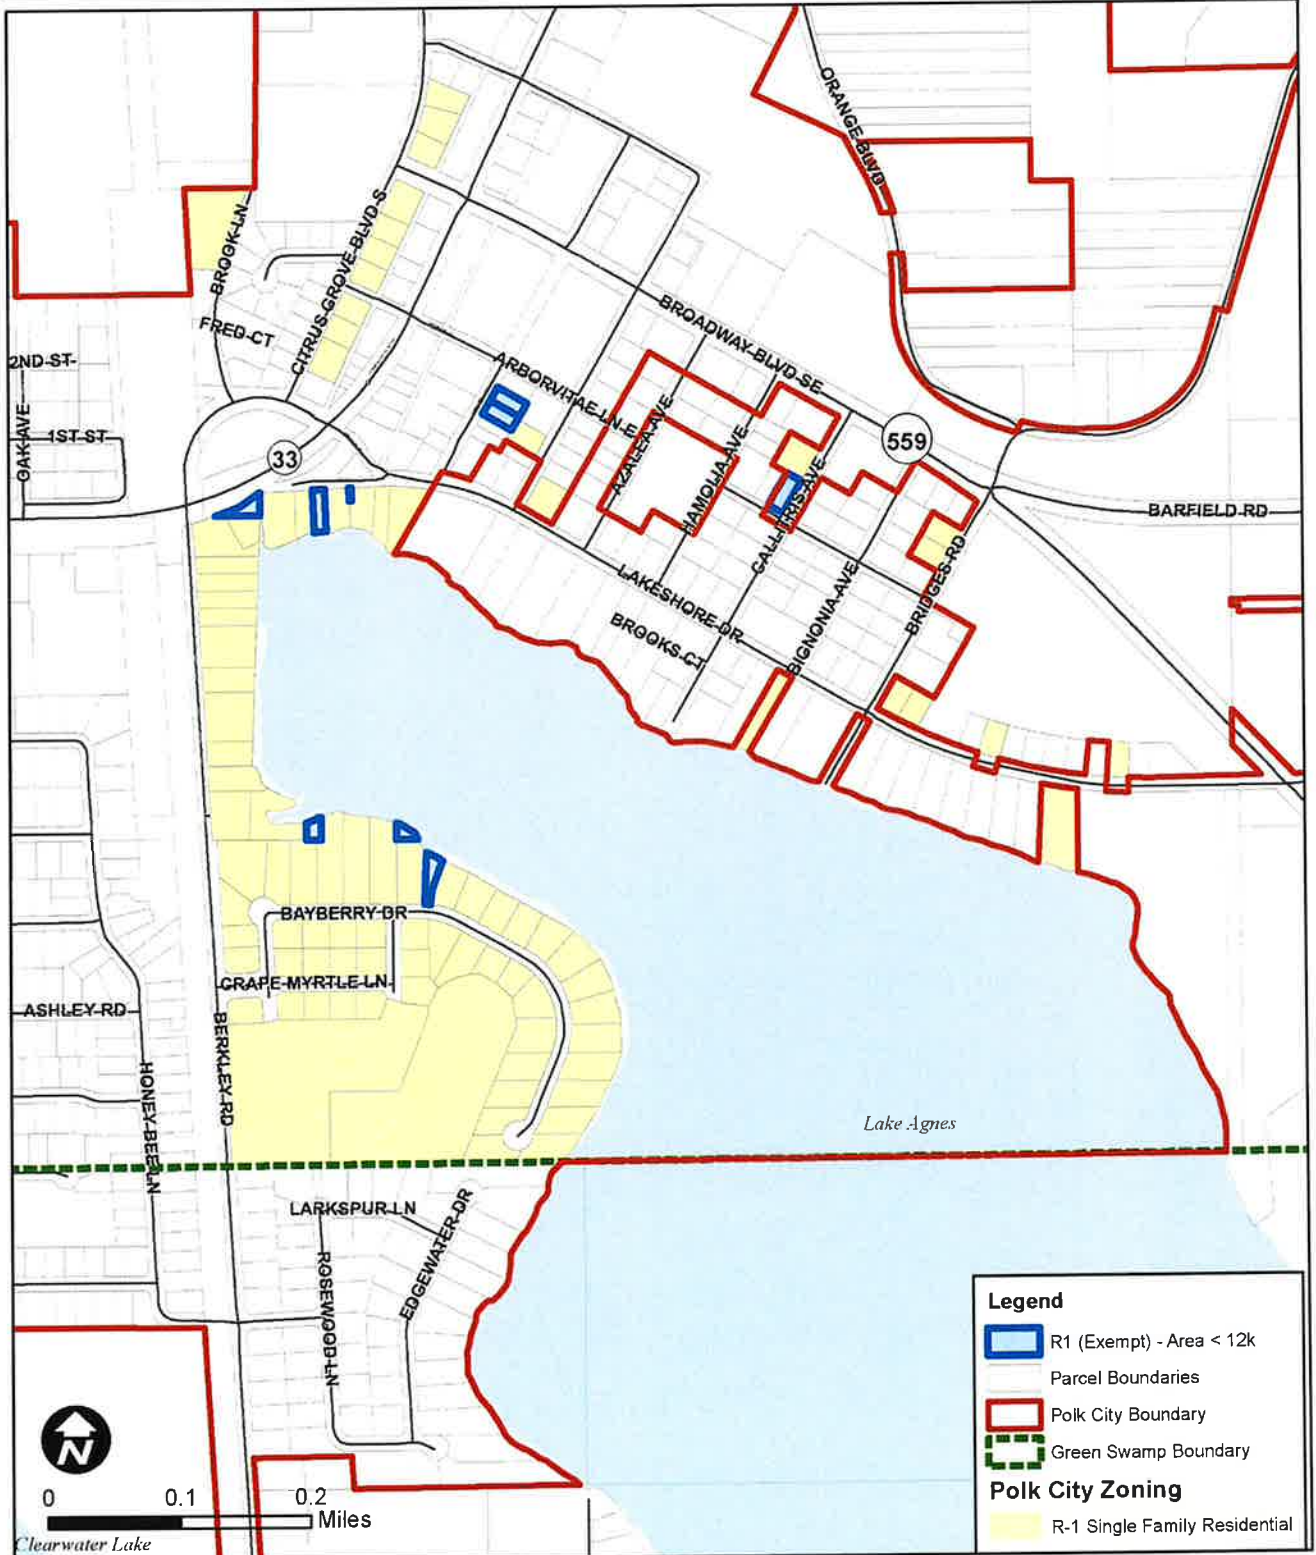 ORANGE-BLVD
BROOK-LN
CITRUS-GROVE-BLVD-S
FRED-CT
2ND-ST-
OAK-AVE
1ST-ST
33
BROADWAY-BLVD-SE
ARBORVITAE-LN-E
AZALEA-AVE
HAMOLIA-AVE
CALLITRIS-AVE
559
BARFIELD-RD
LAKESHORE-DR
BROOKS-CT
BIGNONIA-AVE
BRIDGES-RD
BAYBERRY-DR
GRAPE-MYRTLE-LN
ASHLEY-RD
HONEY-BEE-LN
BERKLEY-RD
Lake Agnes
LARKSPUR-LN
ROSEWOOD-LN
EDGEWATER-DR
N
0 0.1 0.2
Miles
Clearwater Lake
Legend
R1 (Exempt) - Area < 12k
Parcel Boundaries
Polk City Boundary
Green Swamp Boundary
Polk City Zoning
R-1 Single Family Residential